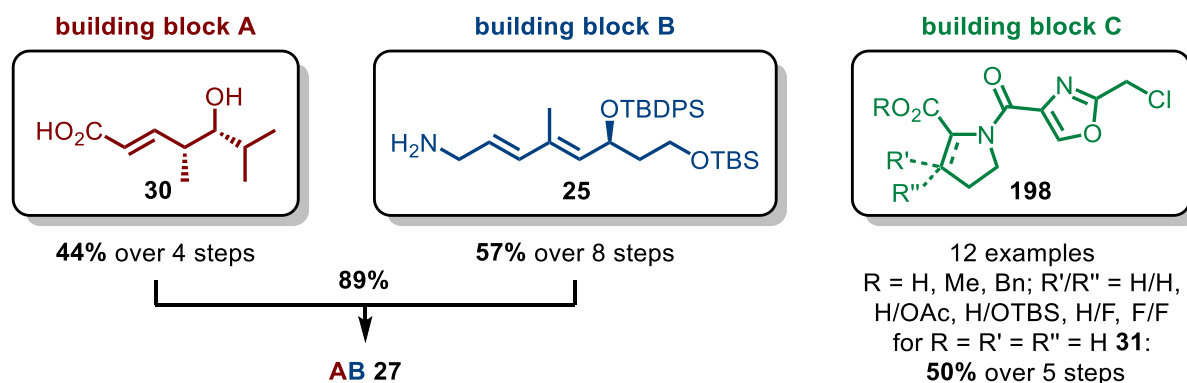 building block A
building block B
building block C
OH
HO2C
30
OTBDPS
H2N
OTBS
25
O
N
Cl
RO2C
N
O
R'
R''
198
44% over 4 steps
57% over 8 steps
89%
AB 27
12 examples
R = H, Me, Bn; R'/R'' = H/H,
H/OAc, H/OTBS, H/F, F/F
for R = R' = R'' = H 31:
50% over 5 steps